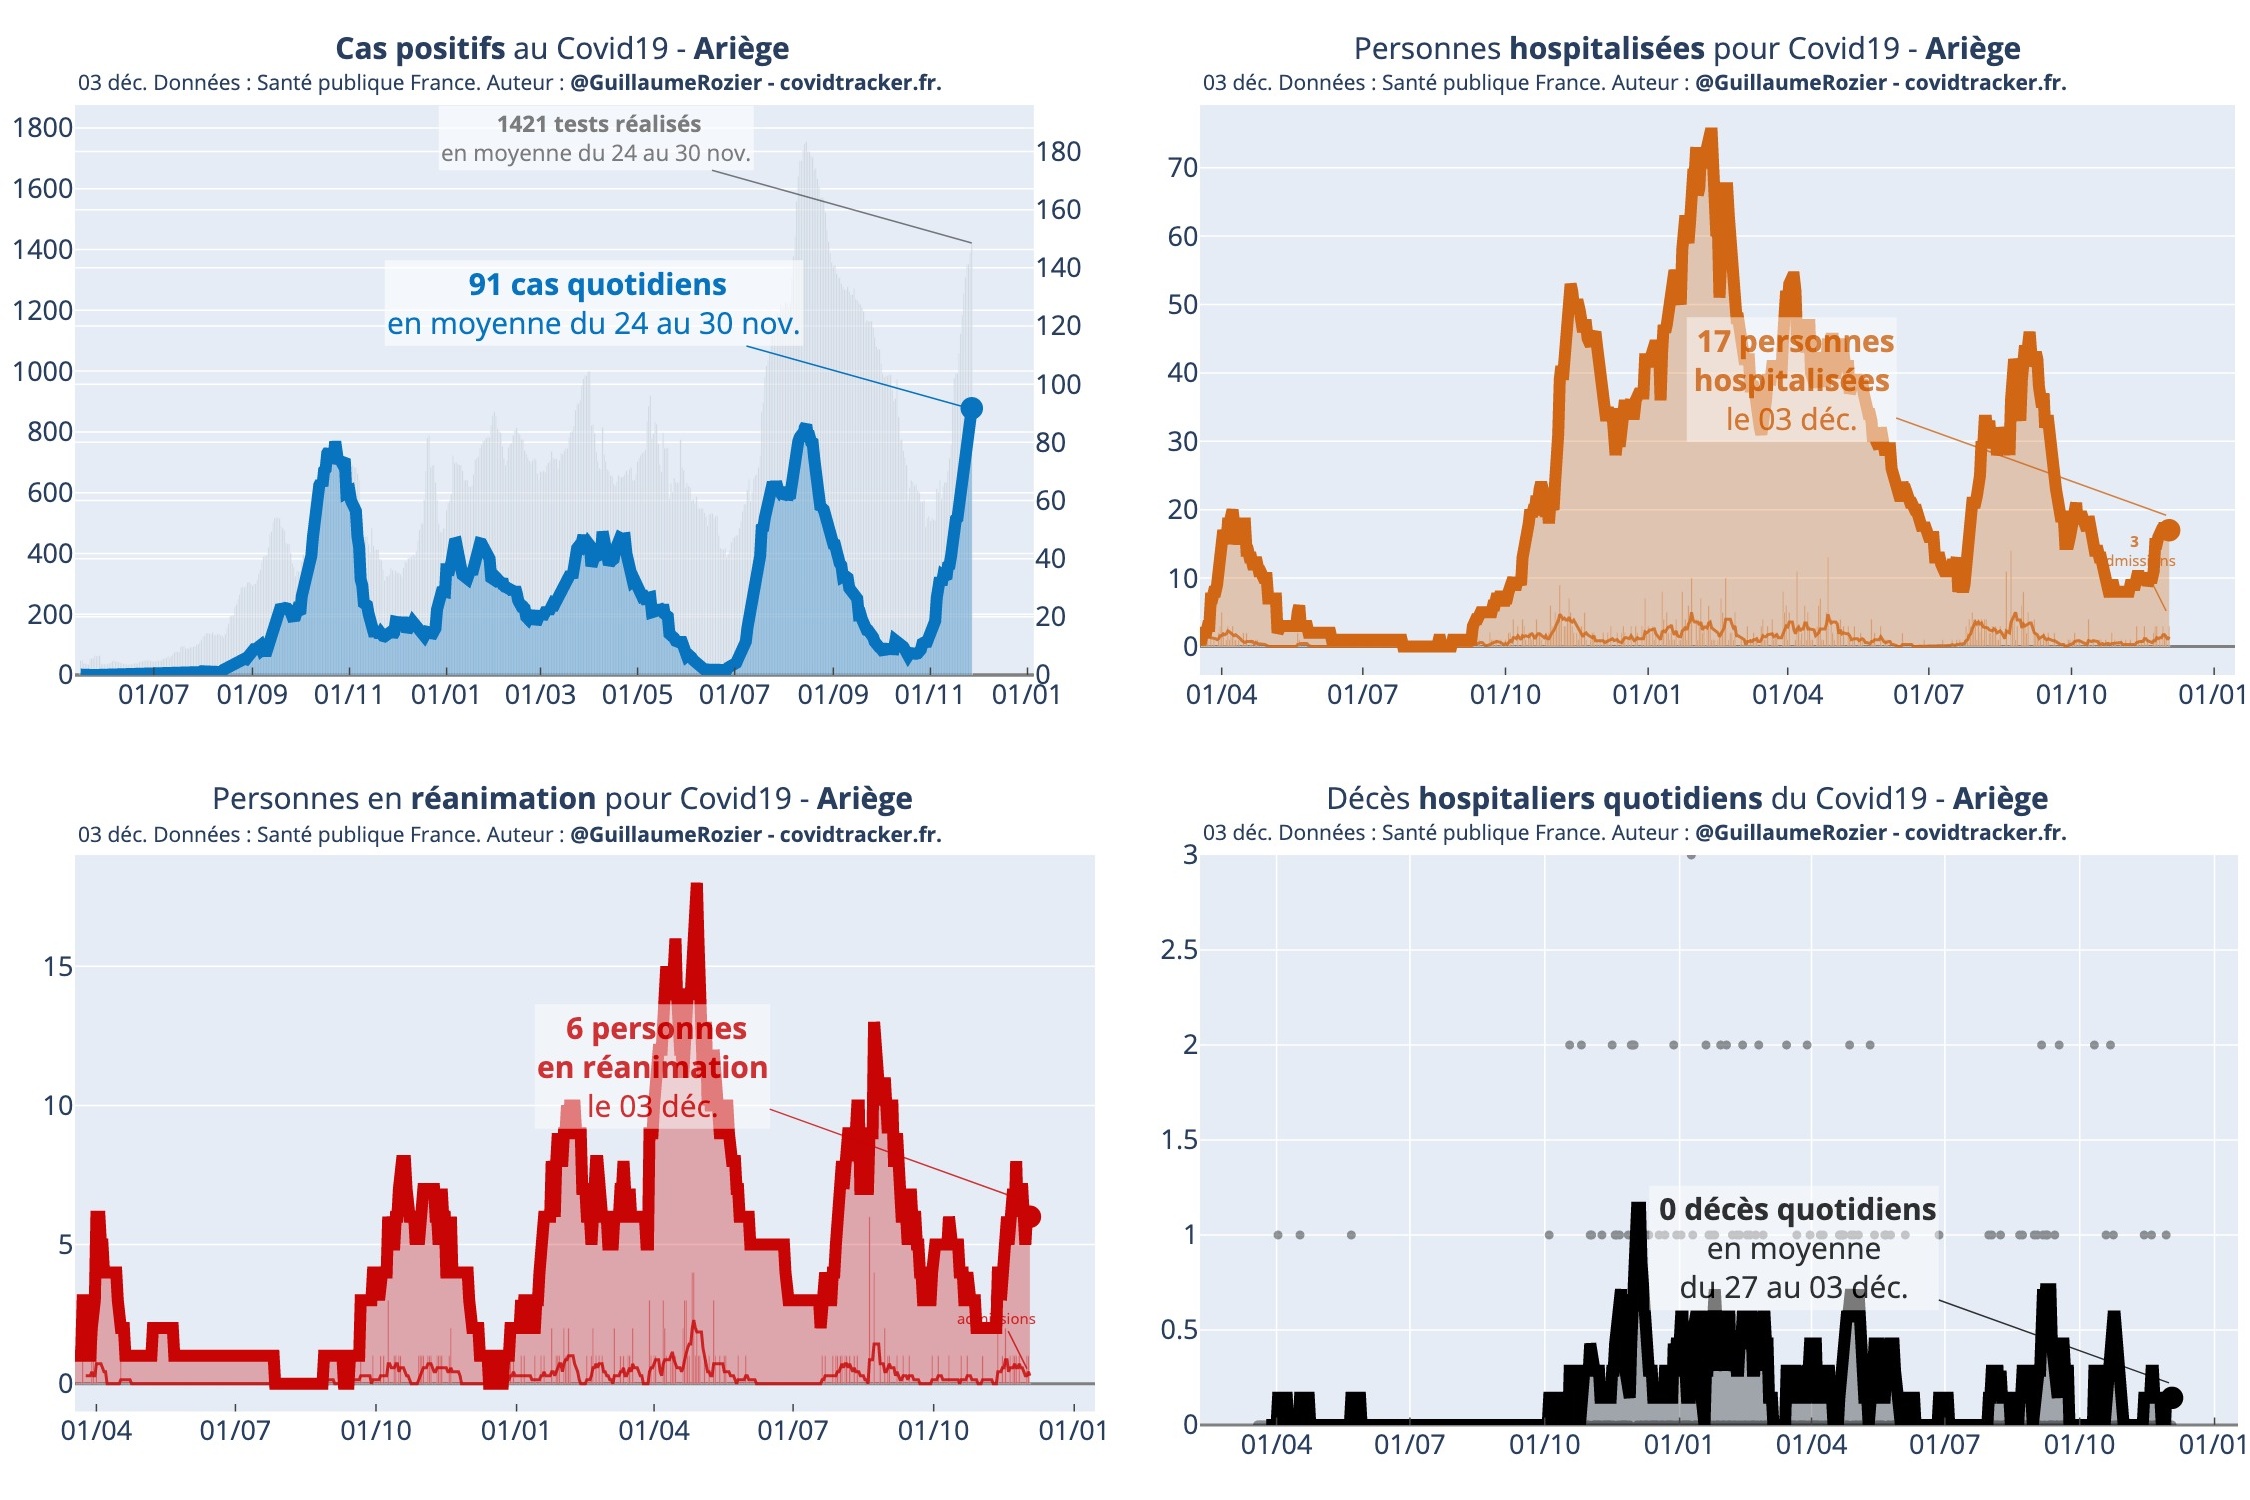 Cas positifs au Covid19 - Ariège
03 déc. Données : Santé publique France. Auteur : @GuillaumeRozier - covidtracker.fr.
1421 tests réalisés
en moyenne du 24 au 30 nov.
91 cas quotidiens
en moyenne du 24 au 30 nov.
1800
1600
1400
1200
1000
800
600
400
200
0
180
160
140
120
100
80
60
40
20
0
01/07 01/09 01/11 01/01 01/03 01/05 01/07 01/09 01/11 01/01
Personnes hospitalisées pour Covid19 - Ariège
03 déc. Données : Santé publique France. Auteur : @GuillaumeRozier - covidtracker.fr.
70
60
50
40
30
20
10
0
17 personnes
hospitalisées
le 03 déc.
3
admissions
01/04 01/07 01/10 01/01 01/04 01/07 01/10 01/01
Personnes en réanimation pour Covid19 - Ariège
03 déc. Données : Santé publique France. Auteur : @GuillaumeRozier - covidtracker.fr.
15
10
5
0
6 personnes
en réanimation
le 03 déc.
admissions
01/04 01/07 01/10 01/01 01/04 01/07 01/10 01/01
Décès hospitaliers quotidiens du Covid19 - Ariège
03 déc. Données : Santé publique France. Auteur : @GuillaumeRozier - covidtracker.fr.
3
2.5
2
1.5
1
0.5
0
0 décès quotidiens
en moyenne
du 27 au 03 déc.
01/04 01/07 01/10 01/01 01/04 01/07 01/10 01/01